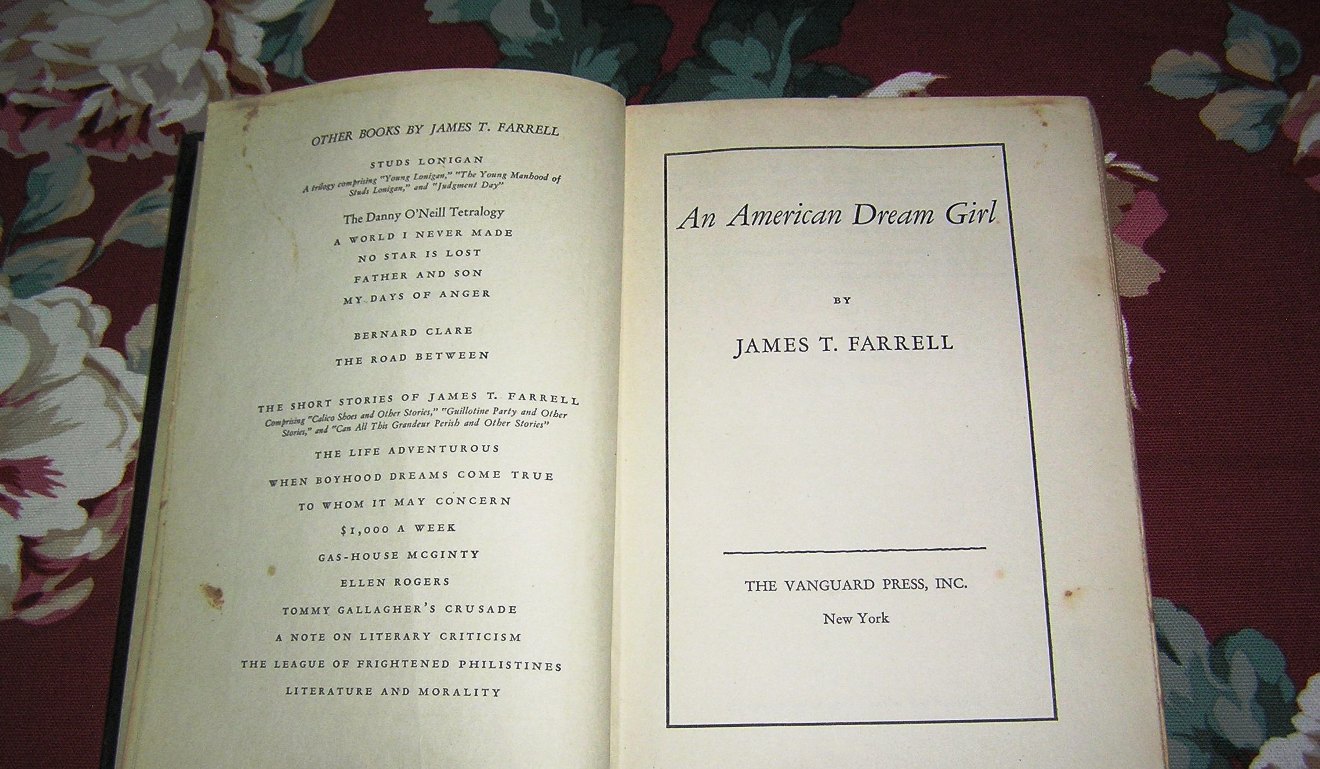 OTHER BOOKS BY JAMES T. FARRELL
STUDS LONIGAN
A trilogy comprising "Young Lonigan," "The Young Manhood of
Studs Lonigan," and "Judgment Day"
The Danny O'Neill Tetralogy
A WORLD I NEVER MADE
NO STAR IS LOST
FATHER AND SON
MY DAYS OF ANGER
BERNARD CLARE
THE ROAD BETWEEN
THE SHORT STORIES OF JAMES T. FARRELL
Comprising "Calico Shoes and Other Stories," "Guillotine Party and Other
Stories," and "Can All This Grandeur Perish and Other Stories"
THE LIFE ADVENTUROUS
WHEN BOYHOOD DREAMS COME TRUE
TO WHOM IT MAY CONCERN
$1,000 A WEEK
GAS-HOUSE MCGINTY
ELLEN ROGERS
TOMMY GALLAGHER'S CRUSADE
A NOTE ON LITERARY CRITICISM
THE LEAGUE OF FRIGHTENED PHILISTINES
LITERATURE AND MORALITY
An American Dream Girl
BY
JAMES T. FARRELL
THE VANGUARD PRESS, INC.
New York